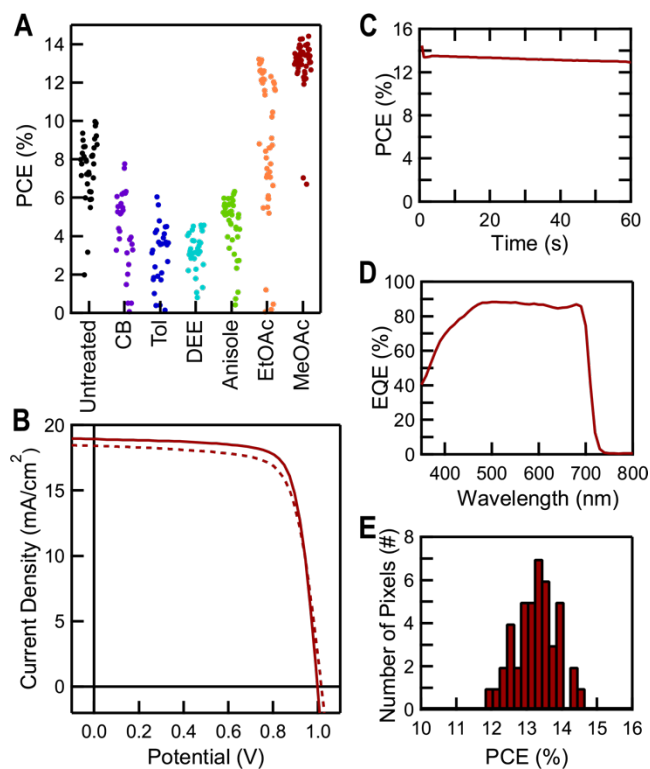 A
PCE (%)
14
12
10
8
6
4
2
0
Untreated
CB
Tol
DEE
Anisole
EtOAc
MeOAc
B
Current Density (mA/cm²)
20
15
10
5
0
0.0 0.2 0.4 0.6 0.8 1.0
Potential (V)
C
PCE (%)
16
12
8
4
0
0 20 40 60
Time (s)
D
EQE (%)
100
80
60
40
20
0
400 500 600 700 800
Wavelength (nm)
E
Number of Pixels (#)
8
6
4
2
0
10 11 12 13 14 15 16
PCE (%)